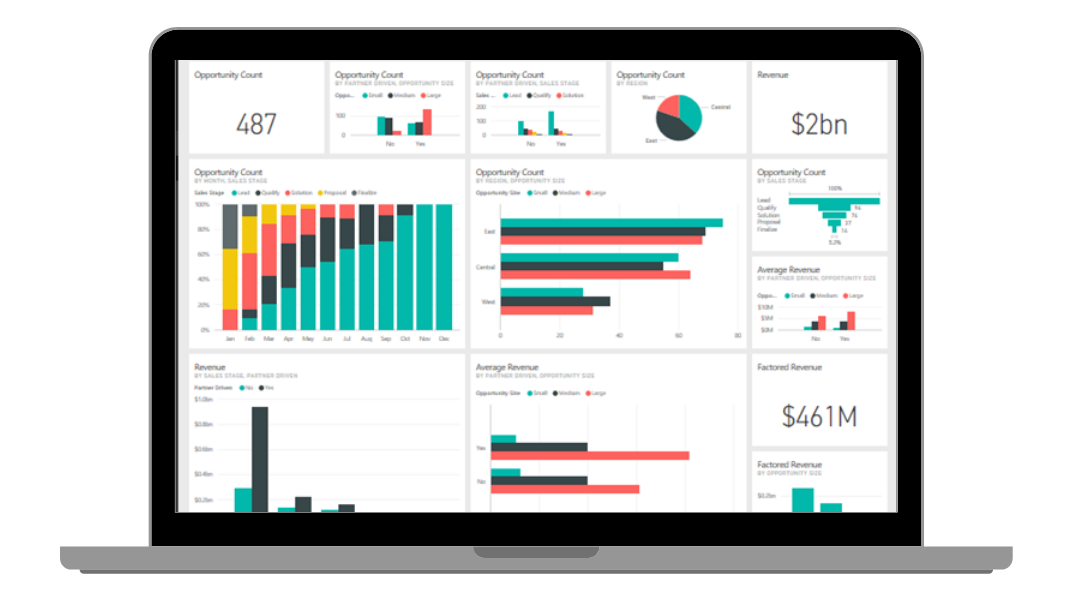 Opportunity Count
487
Opportunity Count
BY PARTNER DRIVEN, OPPORTUNITY SIZE
Oppo... Small Medium Large
100
0
No Yes
Opportunity Count
BY PARTNER DRIVEN, SALES STAGE
Sales ... Lead Qualify Solution
200
100
0
No Yes
Opportunity Count
BY REGION
West
Central
East
Revenue
$2bn
Opportunity Count
BY MONTH, SALES STAGE
Sales Stage Lead Qualify Solution Proposal Finalize
100%
80%
60%
40%
20%
0%
Jan Feb Mar Apr May Jun Jul Aug Sep Oct Nov Dec
Opportunity Count
BY REGION, OPPORTUNITY SIZE
Opportunity Size Small Medium Large
East
Central
West
0 20 40 60 80
Opportunity Count
BY SALES STAGE
100%
Lead
Qualify 94
Solution 74
Proposal 37
Finalize 14
5.2%
Average Revenue
BY PARTNER DRIVEN, OPPORTUNITY SIZE
Oppo... Small Medium Large
$10M
$5M
$0M
No Yes
Revenue
BY SALES STAGE, PARTNER DRIVEN
Partner Driven No Yes
$1.0bn
$0.8bn
$0.6bn
$0.4bn
$0.2bn
Average Revenue
BY PARTNER DRIVEN, OPPORTUNITY SIZE
Opportunity Size Small Medium Large
Yes
No
Factored Revenue
$461M
Factored Revenue
BY OPPORTUNITY SIZE
$0.2bn